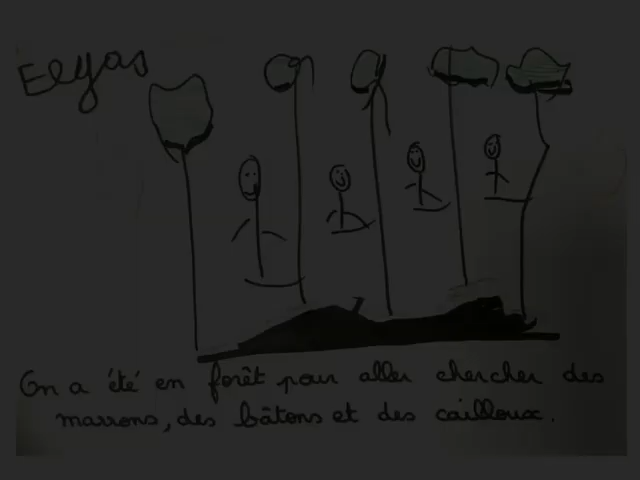 Elyas
On a été en forêt pour aller chercher des
marrons, des bâtons et des cailloux.